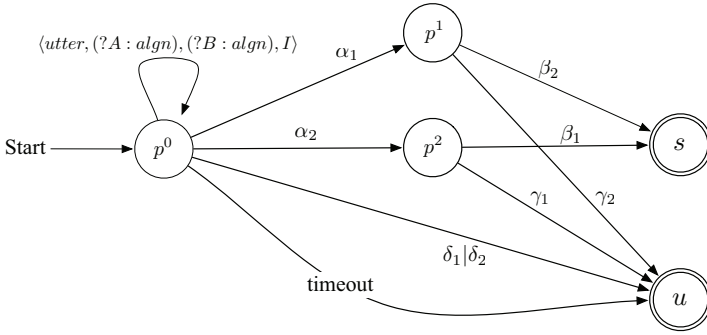 ⟨utter, (?A : algn), (?B : algn), I⟩
α₁
p¹
β₂
Start
p⁰
α₂
p²
β₁
s
γ₁
γ₂
δ₁|δ₂
timeout
u